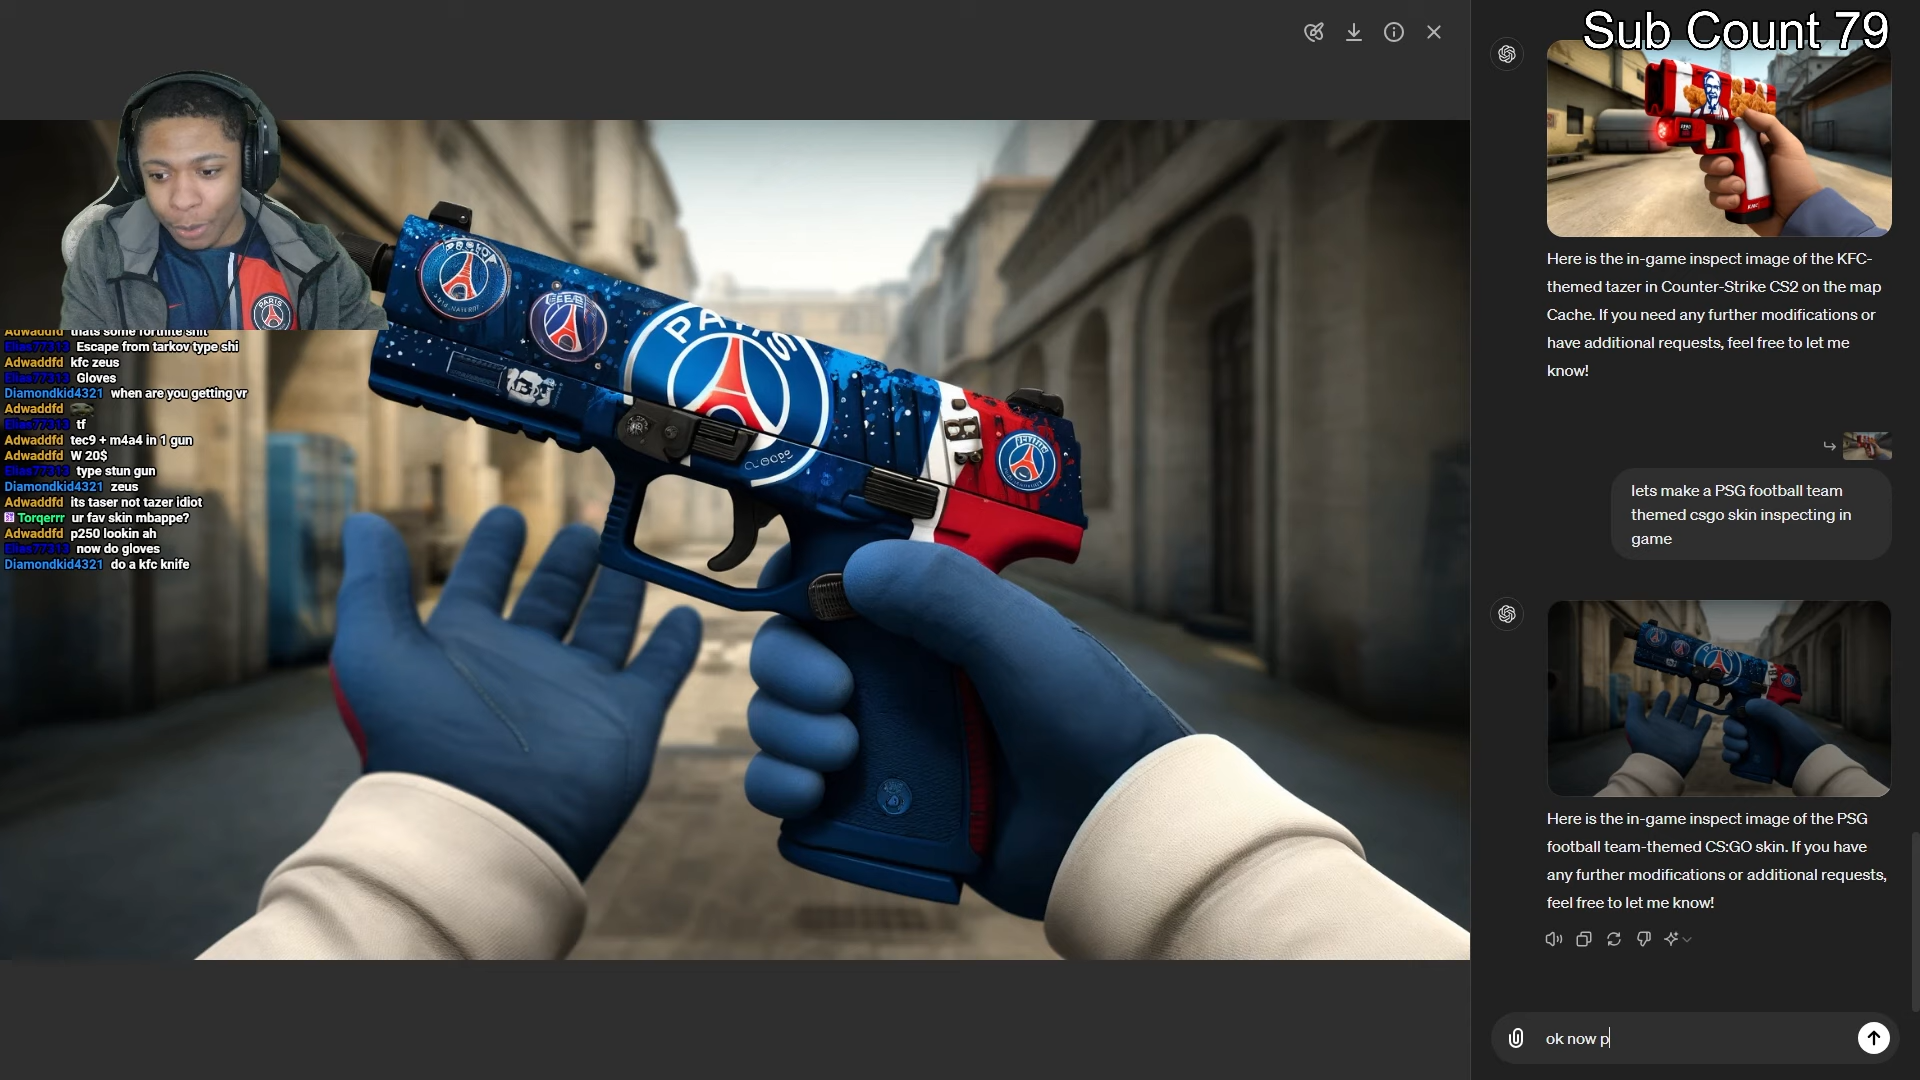 Sub Count 79
Here is the in-game inspect image of the KFC-
themed tazer in Counter-Strike CS2 on the map
Cache. If you need any further modifications or
have additional requests, feel free to let me
know!
lets make a PSG football team
themed csgo skin inspecting in
game
Here is the in-game inspect image of the PSG
football team-themed CS:GO skin. If you have
any further modifications or additional requests,
feel free to let me know!
ok now p
PARIS
Adwaddfd thats some fortnite shit
Elias77313 Escape from tarkov type shi
Adwaddfd kfc zeus
Elias77313 Gloves
Diamondkid4321 when are you getting vr
Adwaddfd
Elias77313 tf
Adwaddfd tec9 + m4a4 in 1 gun
Adwaddfd W 20$
Elias77313 type stun gun
Diamondkid4321 zeus
Adwaddfd its taser not tazer idiot
Torqerrr ur fav skin mbappe?
Adwaddfd p250 lookin ah
Elias77313 now do gloves
Diamondkid4321 do a kfc knife